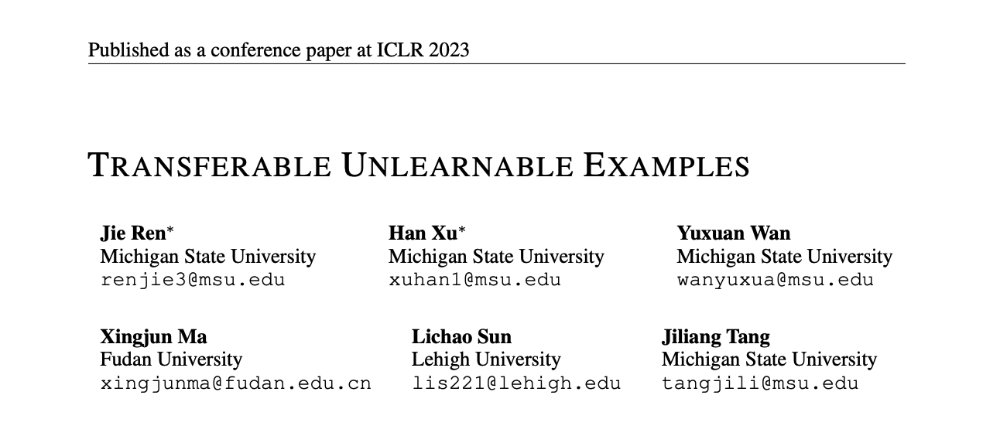 Published as a conference paper at ICLR 2023
TRANSFERABLE UNLEARNABLE EXAMPLES
Jie Ren*
Michigan State University
renjie3@msu.edu
Han Xu*
Michigan State University
xuhan1@msu.edu
Yuxuan Wan
Michigan State University
wanyuxua@msu.edu
Xingjun Ma
Fudan University
xingjunma@fudan.edu.cn
Lichao Sun
Lehigh University
lis221@lehigh.edu
Jiliang Tang
Michigan State University
tangjili@msu.edu